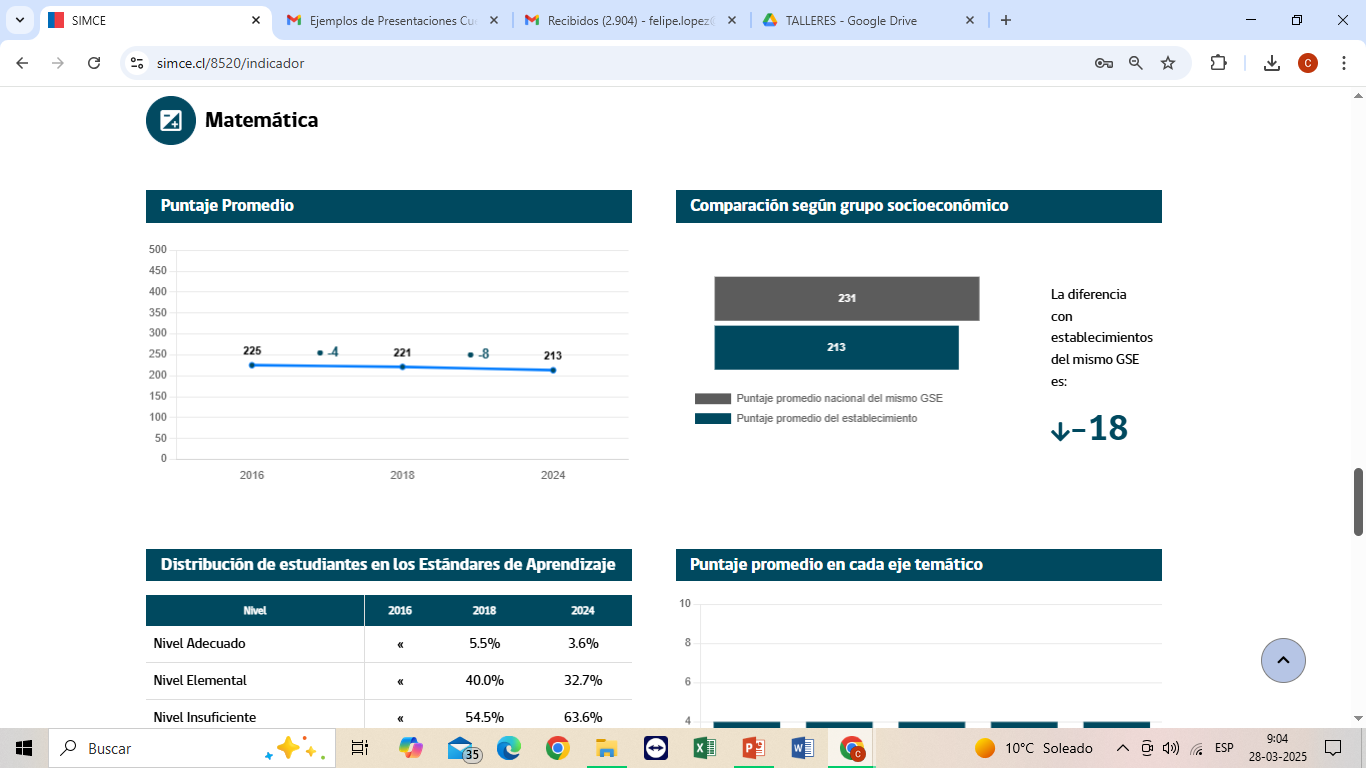 SIMCE
Ejemplos de Presentaciones Cu
Recibidos (2.904) - felipe.lopez
TALLERES - Google Drive
simce.cl/8520/indicador
C
Matemática
Puntaje Promedio
500
450
400
350
300
250
200
150
100
50
0
225
-4
221
-8
213
2016
2018
2024
Comparación según grupo socioeconómico
231
213
Puntaje promedio nacional del mismo GSE
Puntaje promedio del establecimiento
La diferencia
con
establecimientos
del mismo GSE
es:
↓-18
Distribución de estudiantes en los Estándares de Aprendizaje
Nivel 2016 2018 2024
Nivel Adecuado « 5.5% 3.6%
Nivel Elemental « 40.0% 32.7%
Nivel Insuficiente « 54.5% 63.6%
Puntaje promedio en cada eje temático
10
8
6
4
Buscar
35
C
10°C Soleado
ESP
9:04
28-03-2025